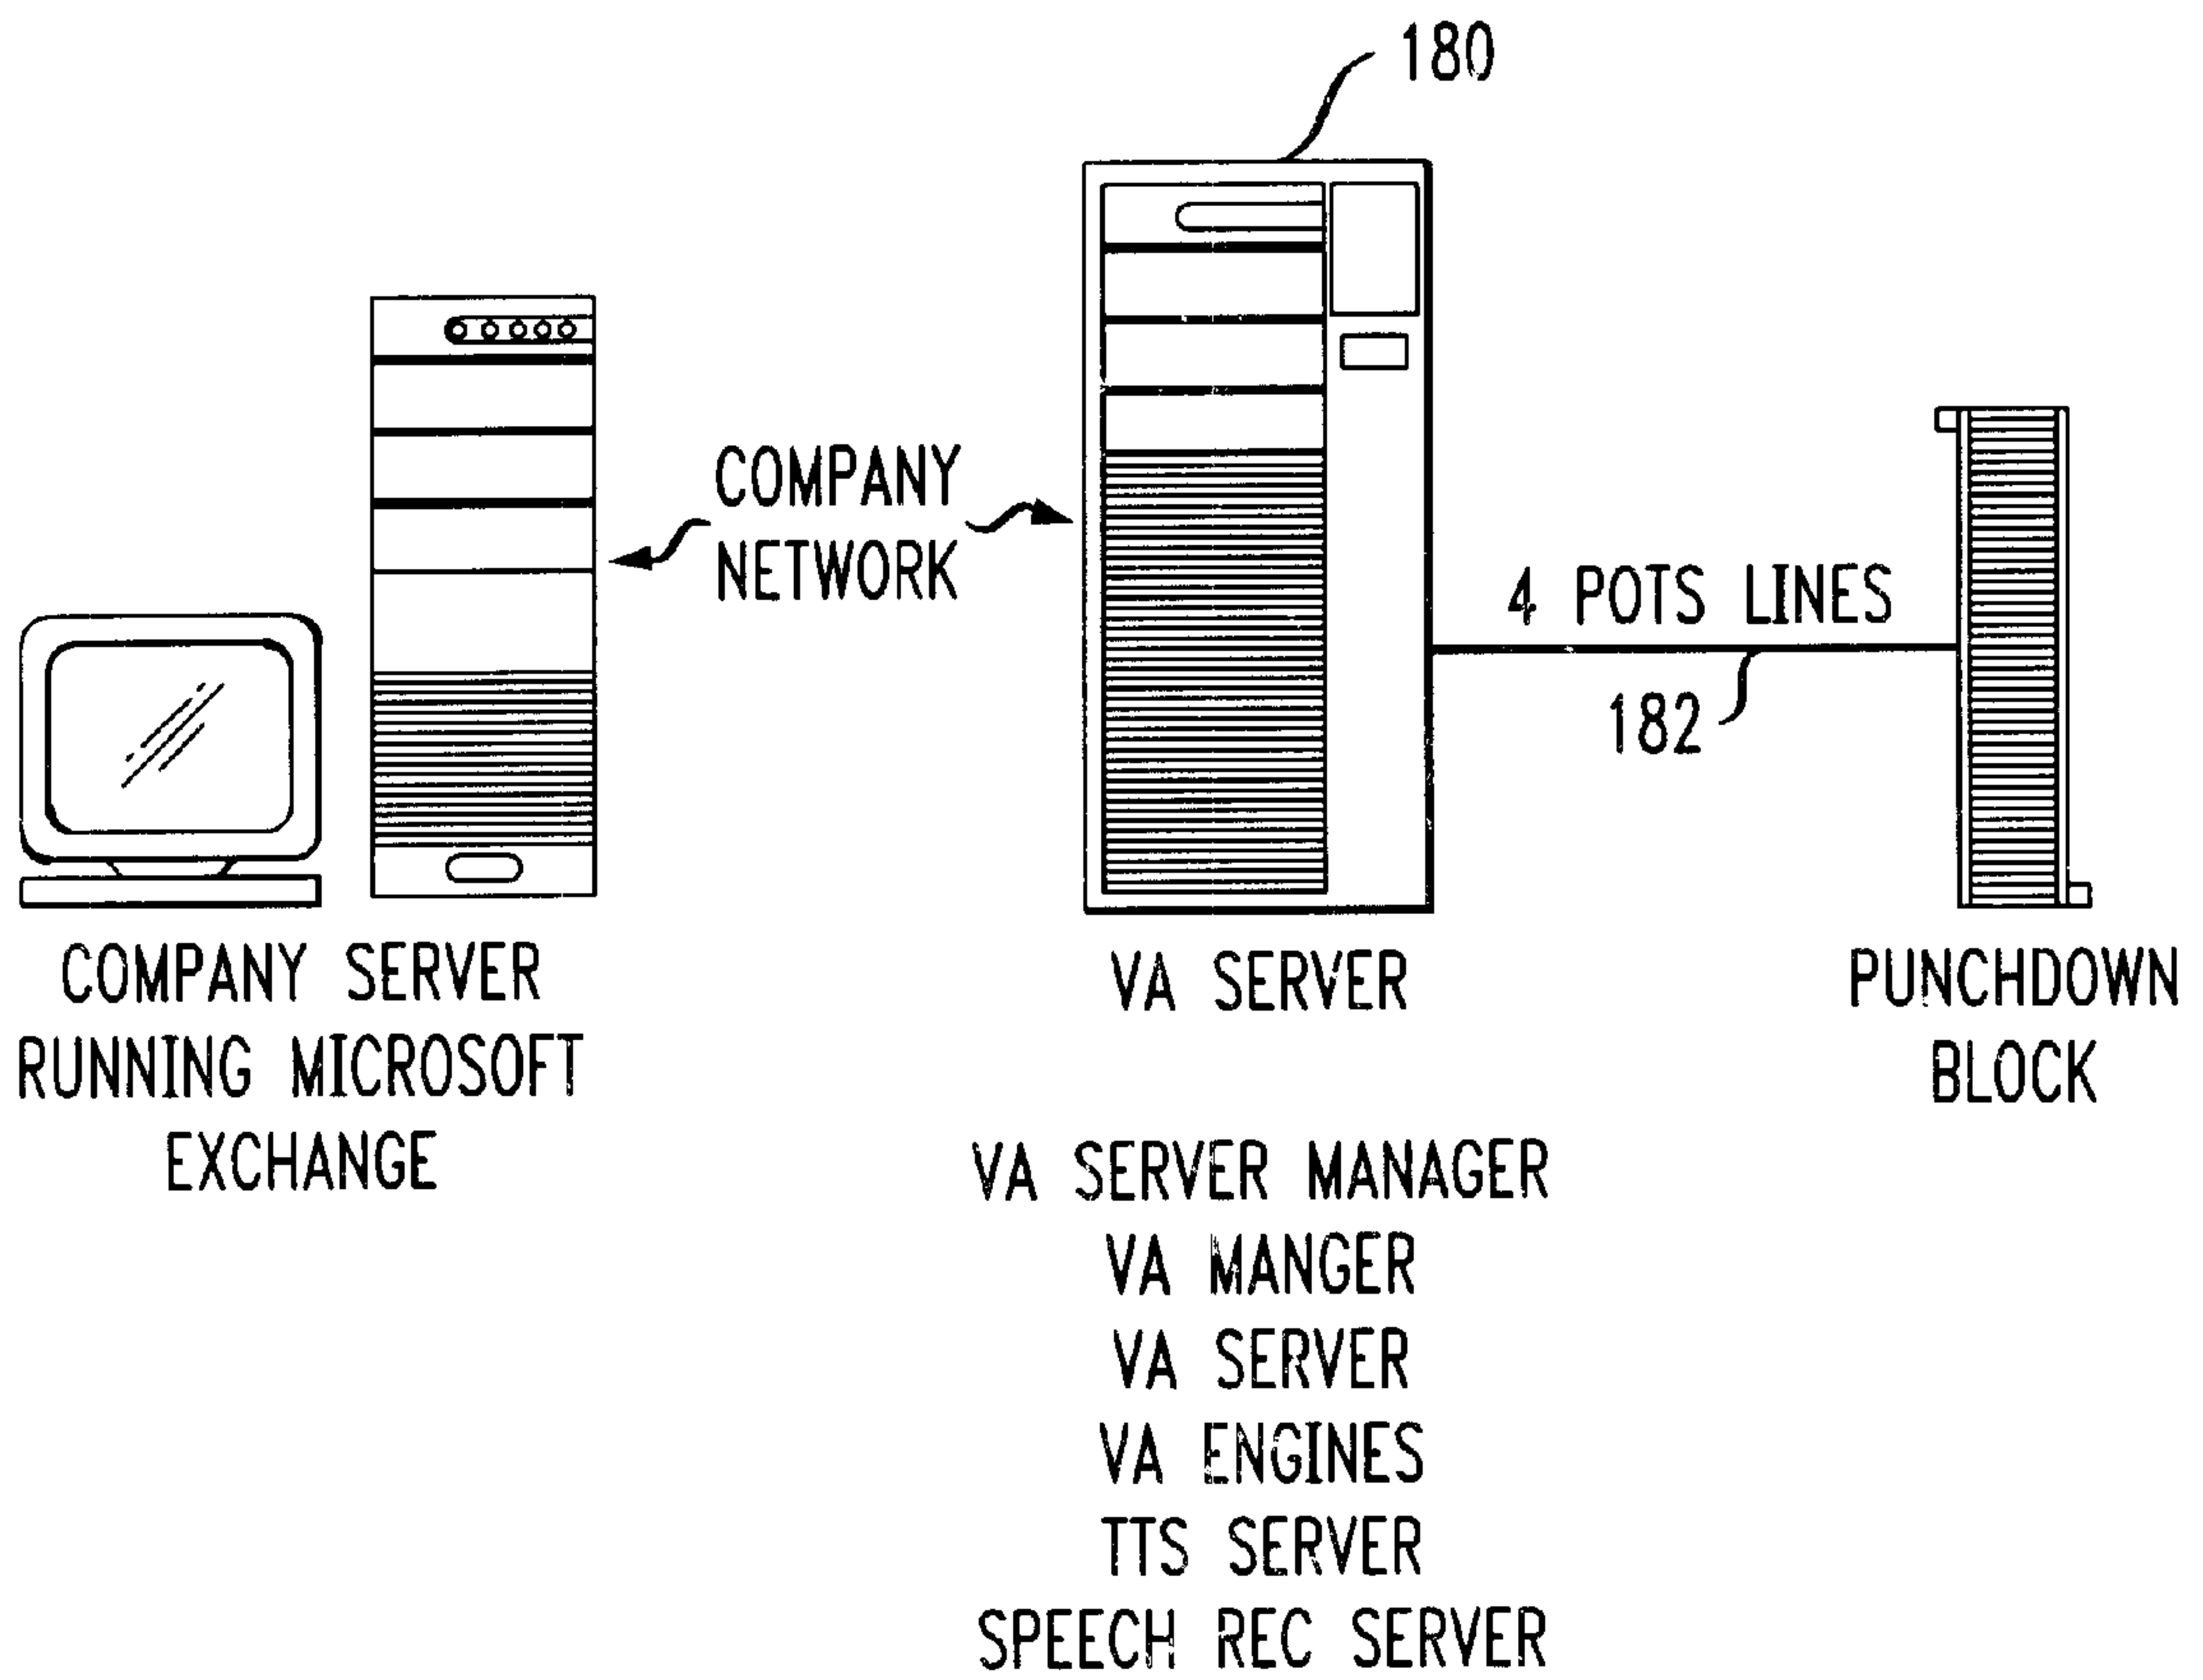 180
COMPANY
NETWORK
4 POTS LINES
182
COMPANY SERVER
RUNNING MICROSOFT
EXCHANGE
VA SERVER
PUNCHDOWN
BLOCK
VA SERVER MANAGER
VA MANGER
VA SERVER
VA ENGINES
TTS SERVER
SPEECH REC SERVER